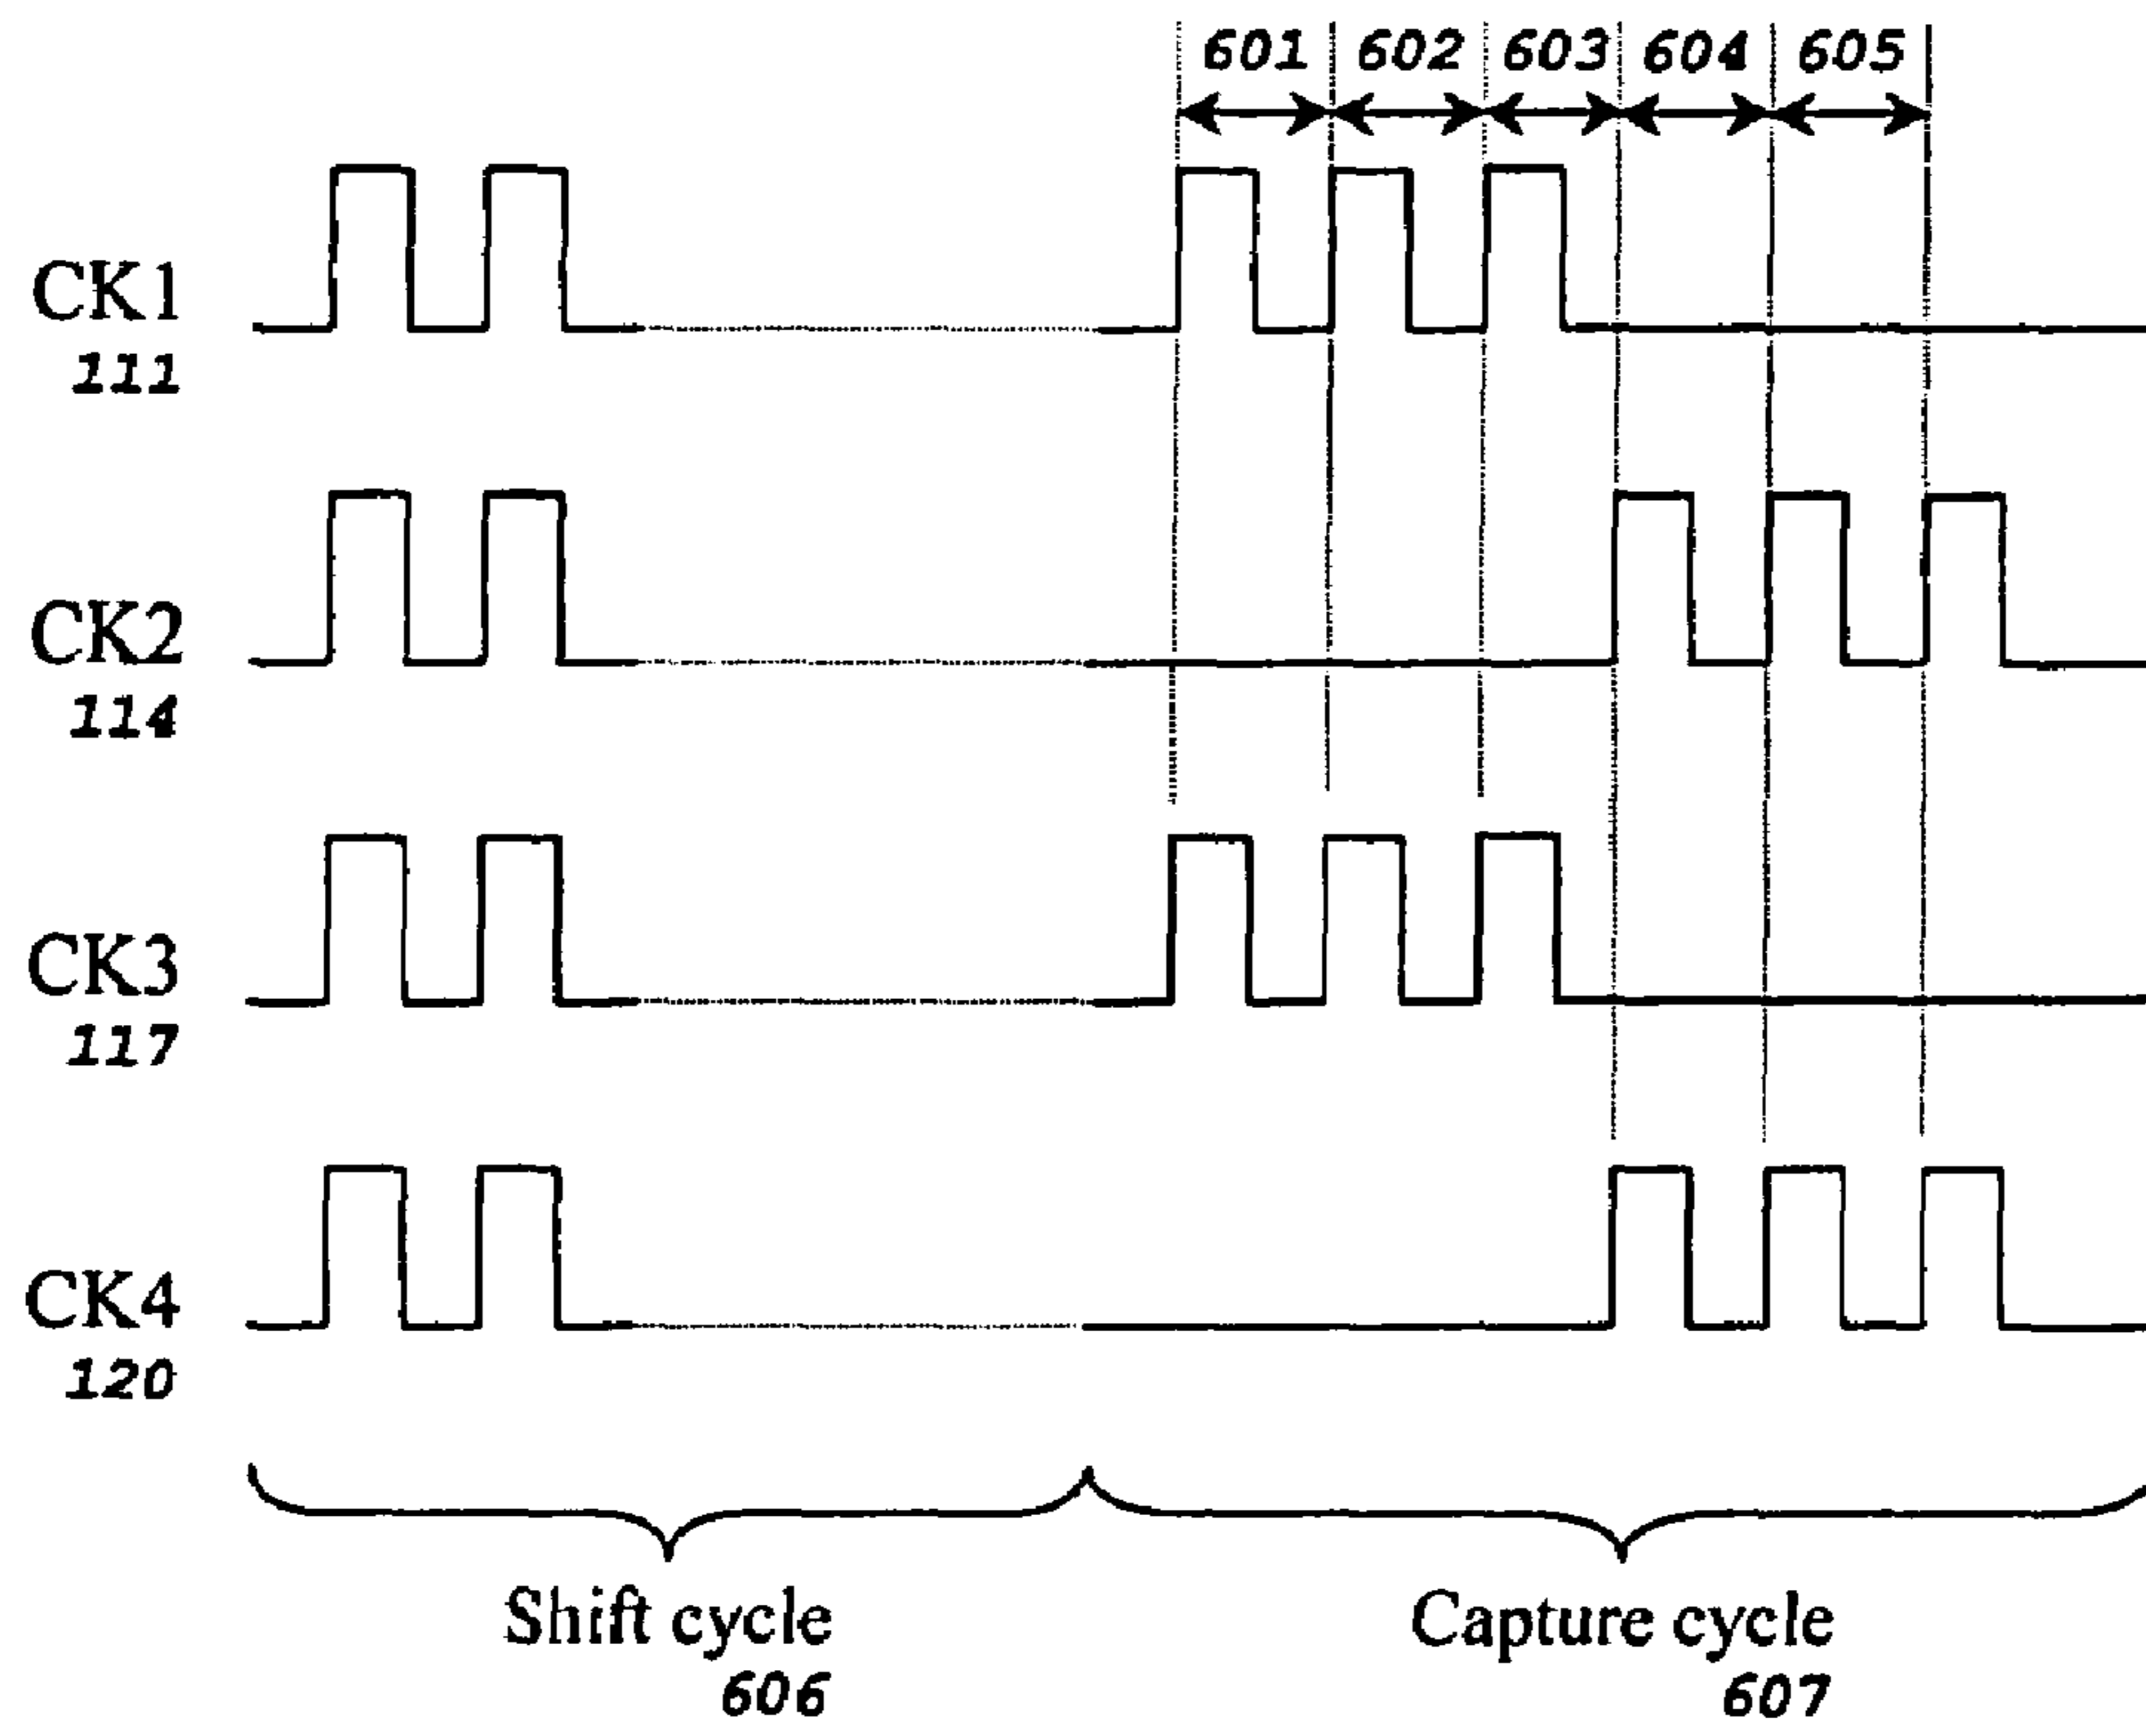 601 602 603 604 605
CK1
111
CK2
114
CK3
117
CK4
120
Shift cycle
606
Capture cycle
607